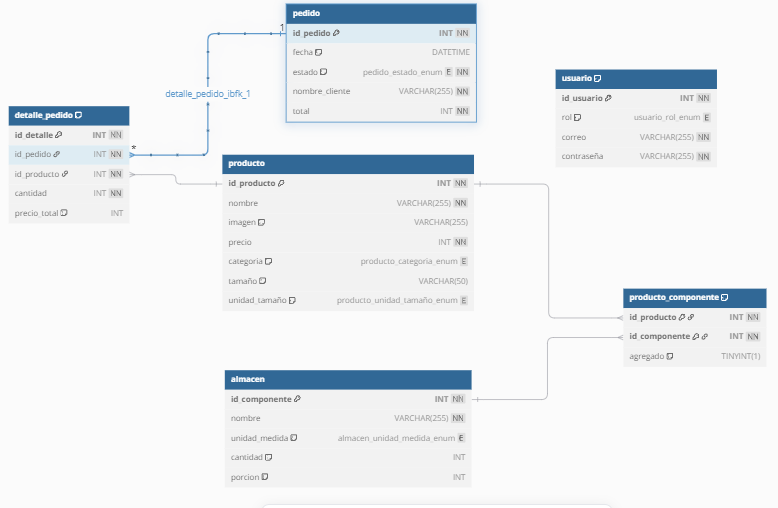 pedido
id_pedido INT NN
fecha DATETIME
estado pedido_estado_enum E NN
nombre_cliente VARCHAR(255) NN
total INT NN
1
detalle_pedido_ibfk_1
*
usuario
id_usuario INT NN
rol usuario_rol_enum E
correo VARCHAR(255) NN
contraseña VARCHAR(255) NN
detalle_pedido
id_detalle INT NN
id_pedido INT NN
id_producto INT NN
cantidad INT NN
precio_total INT
producto
id_producto INT NN
nombre VARCHAR(255) NN
imagen VARCHAR(255)
precio INT NN
categoria producto_categoria_enum E
tamaño VARCHAR(50)
unidad_tamaño producto_unidad_tamaño_enum E
producto_componente
id_producto INT NN
id_componente INT NN
agregado TINYINT(1)
almacen
id_componente INT NN
nombre VARCHAR(255) NN
unidad_medida almacen_unidad_medida_enum E
cantidad INT
porcion INT